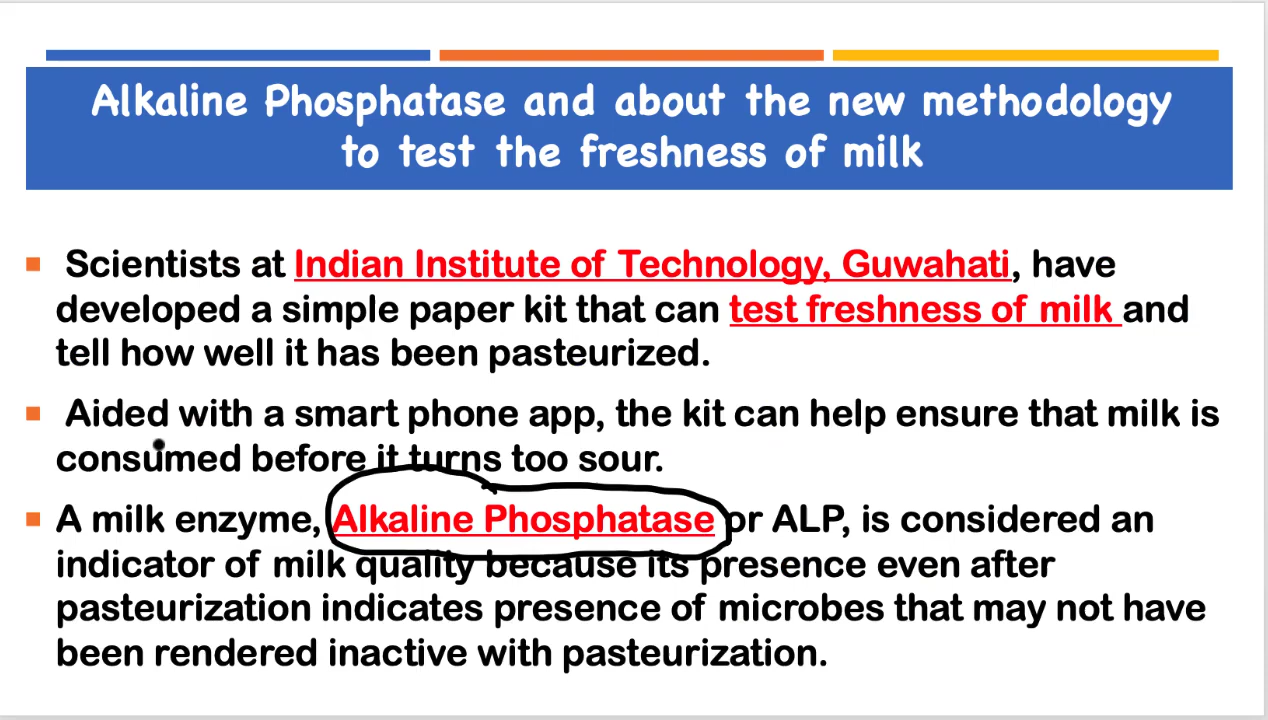 Alkaline Phosphatase and about the new methodology
to test the freshness of milk
Scientists at Indian Institute of Technology, Guwahati, have
developed a simple paper kit that can test freshness of milk and
tell how well it has been pasteurized.
Aided with a smart phone app, the kit can help ensure that milk is
consumed before it turns too sour.
A milk enzyme, Alkaline Phosphatase or ALP, is considered an
indicator of milk quality because its presence even after
pasteurization indicates presence of microbes that may not have
been rendered inactive with pasteurization.